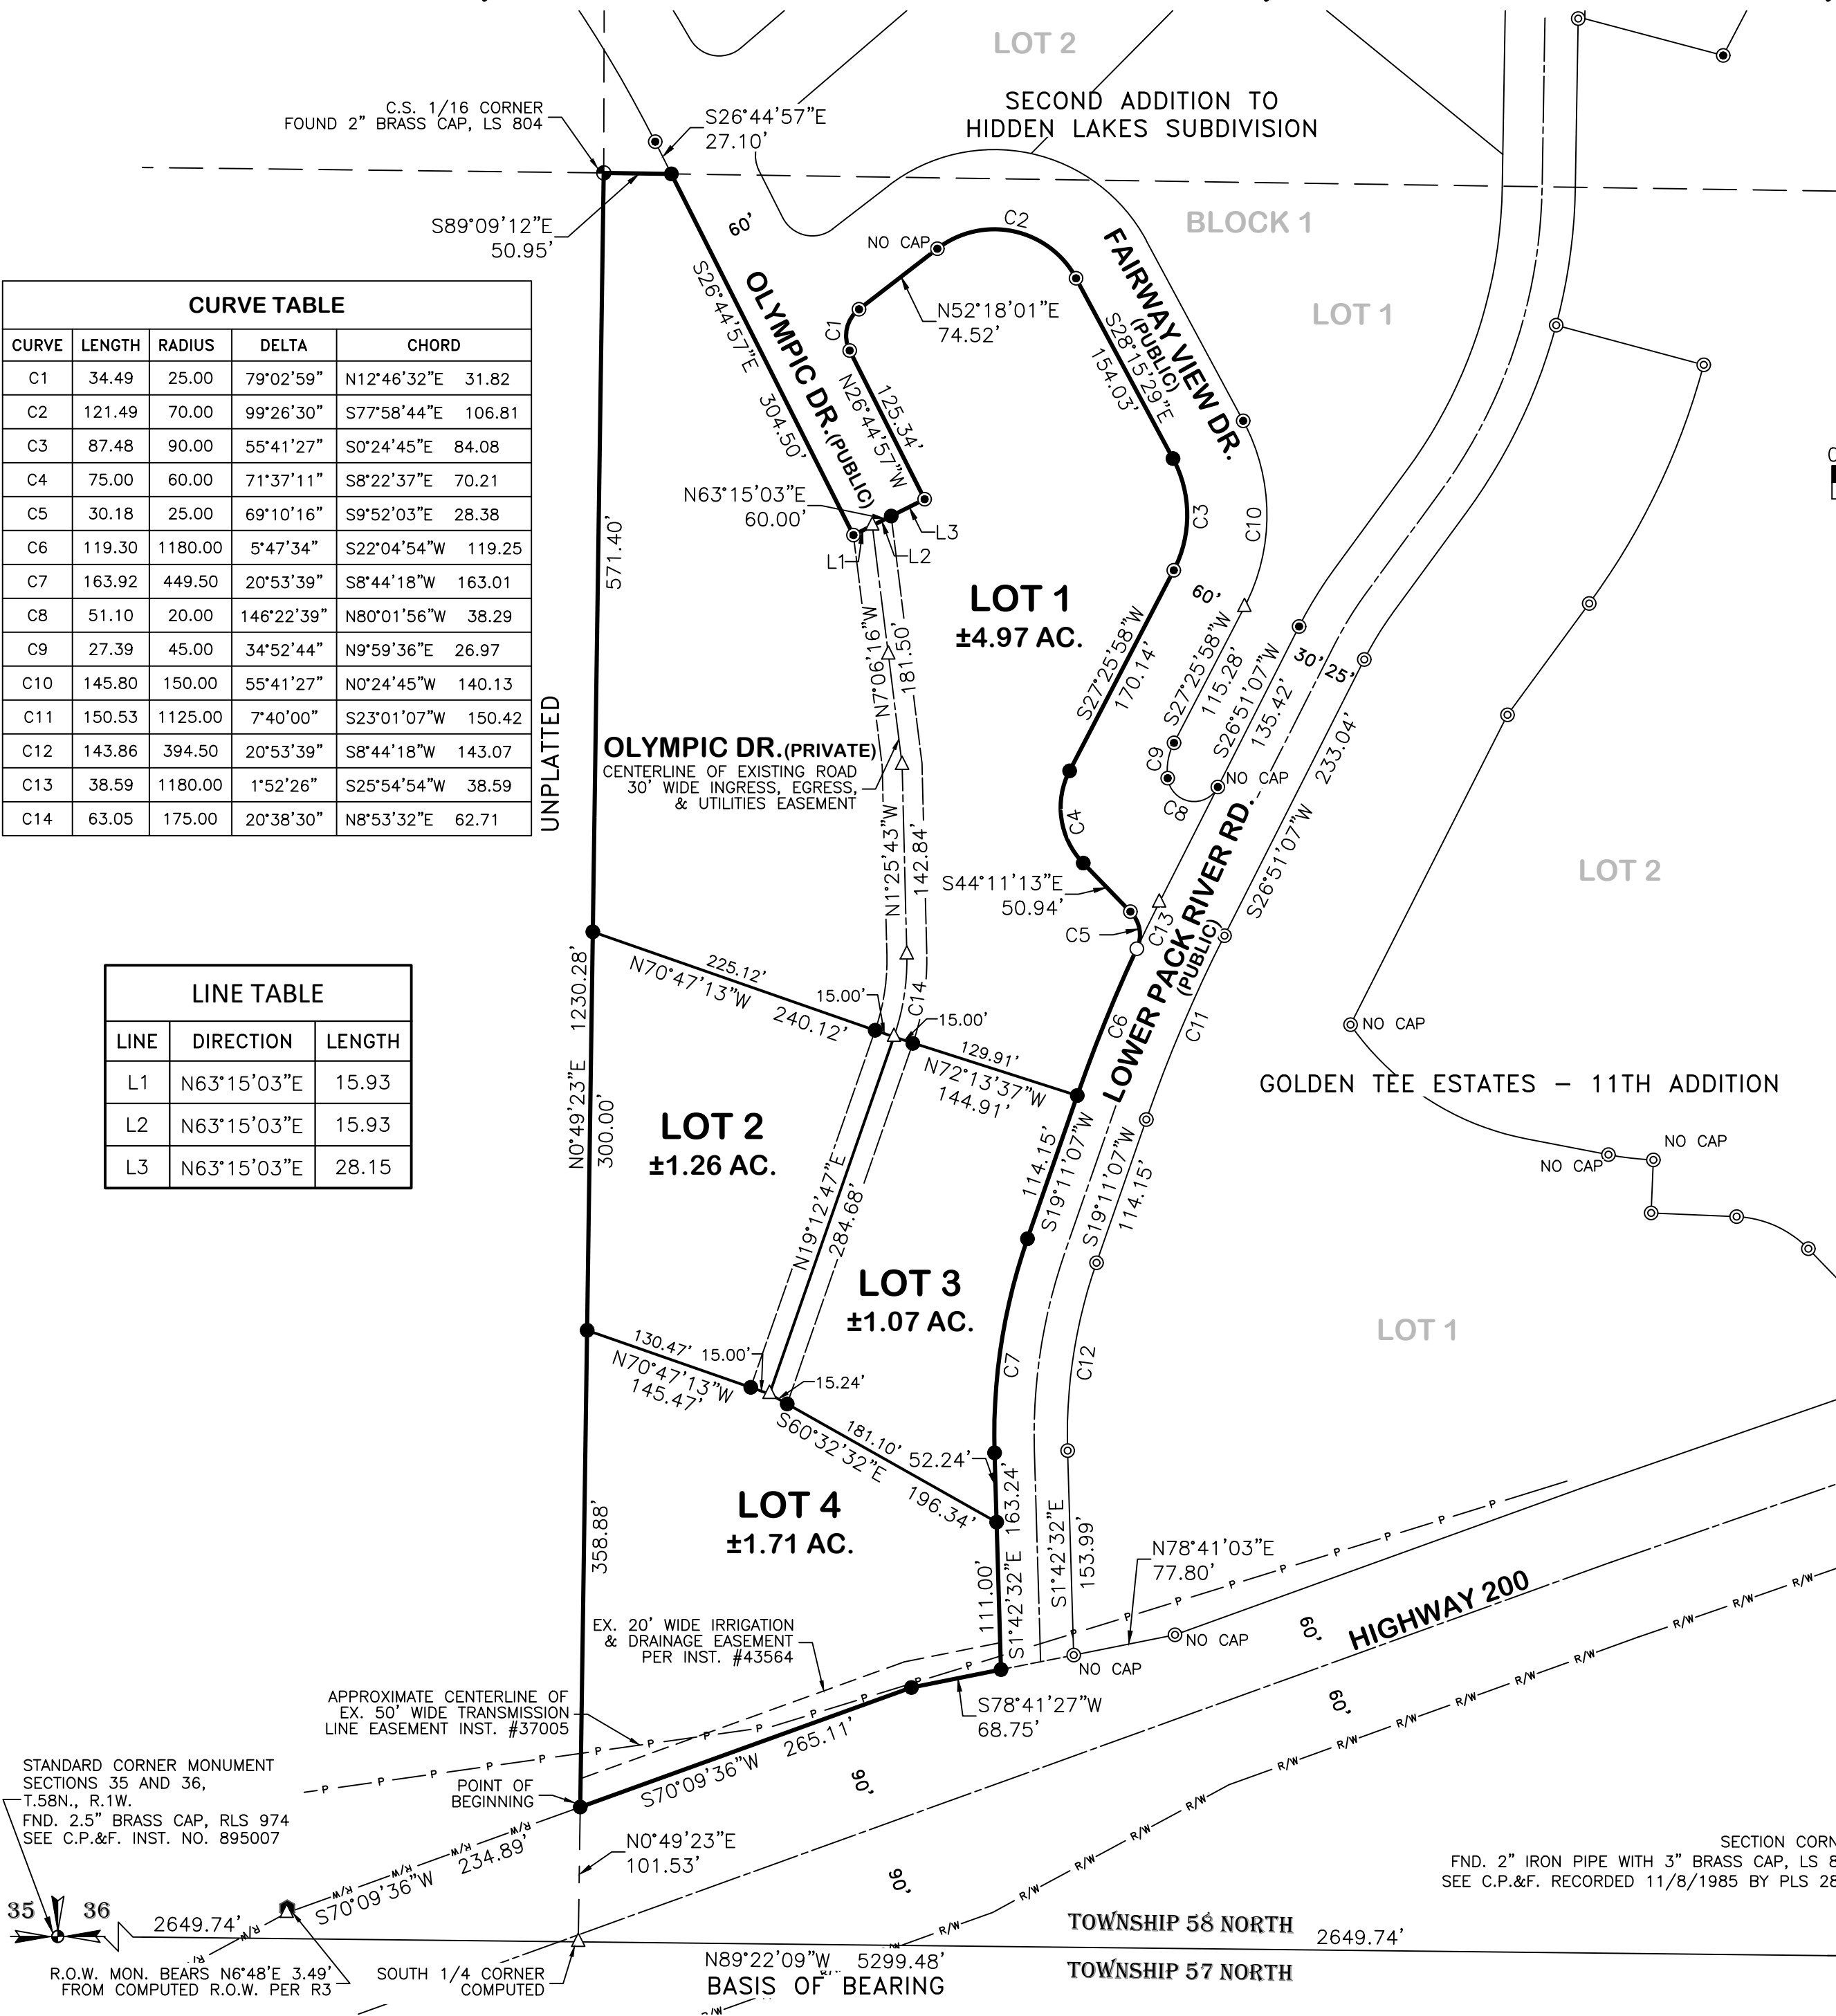 LOT 2
SECOND ADDITION TO
HIDDEN LAKES SUBDIVISION
C.S. 1/16 CORNER
FOUND 2" BRASS CAP, LS 804
S26°44'57"E
27.10'
S89°09'12"E
50.95'
60'
NO CAP
C2
BLOCK 1
LOT 1
FAIRWAY VIEW DR.
(PUBLIC)
S28°15'29"E
154.03'
N52°18'01"E
74.52'
C1
OLYMPIC DR.(PUBLIC)
S26°44'57"E
304.50'
125.34'
N26°44'57"W
N63°15'03"E
60.00'
L1
L2
L3
C3
C10
CURVE TABLE
CURVE LENGTH RADIUS DELTA CHORD
C1 34.49 25.00 79°02'59" N12°46'32"E 31.82
C2 121.49 70.00 99°26'30" S77°58'44"E 106.81
C3 87.48 90.00 55°41'27" S0°24'45"E 84.08
C4 75.00 60.00 71°37'11" S8°22'37"E 70.21
C5 30.18 25.00 69°10'16" S9°52'03"E 28.38
C6 119.30 1180.00 5°47'34" S22°04'54"W 119.25
C7 163.92 449.50 20°53'39" S8°44'18"W 163.01
C8 51.10 20.00 146°22'39" N80°01'56"W 38.29
C9 27.39 45.00 34°52'44" N9°59'36"E 26.97
C10 145.80 150.00 55°41'27" N0°24'45"W 140.13
C11 150.53 1125.00 7°40'00" S23°01'07"W 150.42
C12 143.86 394.50 20°53'39" S8°44'18"W 143.07
C13 38.59 1180.00 1°52'26" S25°54'54"W 38.59
C14 63.05 175.00 20°38'30" N8°53'32"E 62.71
UNPLATTED
571.40'
LOT 1
±4.97 AC.
N7°06'16"W
181.50'
60'
S27°25'58"W
170.14'
S27°25'58"W
115.28'
S26°51'07"W
135.42'
30'
25'
S26°51'07"W
233.04'
OLYMPIC DR.(PRIVATE)
CENTERLINE OF EXISTING ROAD
30' WIDE INGRESS, EGRESS,
& UTILITIES EASEMENT
C9
C8
NO CAP
C4
N1°25'43"W
142.84'
S44°11'13"E
50.94'
C5
C13
LOWER PACK RIVER RD.
(PUBLIC)
LOT 2
LINE TABLE
LINE DIRECTION LENGTH
L1 N63°15'03"E 15.93
L2 N63°15'03"E 15.93
L3 N63°15'03"E 28.15
N0°49'23"E 1230.28'
225.12'
N70°47'13"W 240.12'
15.00'
C14
15.00'
129.91'
N72°13'37"W
144.91'
C6
C11
NO CAP
GOLDEN TEE ESTATES – 11TH ADDITION
NO CAP
NO CAP
300.00'
LOT 2
±1.26 AC.
N19°12'47"E
284.68'
114.15'
S19°11'07"W
S19°11'07"W
114.15'
LOT 3
±1.07 AC.
LOT 1
C7
C12
130.47'
15.00'
N70°47'13"W
145.47'
15.24'
181.10'
S60°32'32"E 196.34'
52.24'
358.88'
LOT 4
±1.71 AC.
S1°42'32"E 163.24'
111.00'
S1°42'32"E
153.99'
N78°41'03"E
77.80'
NO CAP
NO CAP
P P P P P P P P
60'
HIGHWAY 200
60'
R/W R/W R/W R/W R/W R/W R/W R/W R/W R/W
EX. 20' WIDE IRRIGATION
& DRAINAGE EASEMENT
PER INST. #43564
APPROXIMATE CENTERLINE OF
EX. 50' WIDE TRANSMISSION
LINE EASEMENT INST. #37005
P P P P P P P P P P P P
S78°41'27"W
68.75'
S70°09'36"W 265.11'
POINT OF
BEGINNING
90'
90'
STANDARD CORNER MONUMENT
SECTIONS 35 AND 36,
T.58N., R.1W.
FND. 2.5" BRASS CAP, RLS 974
SEE C.P.&F. INST. NO. 895007
S70°09'36"W 234.89'
R/W R/W R/W R/W R/W R/W
N0°49'23"E
101.53'
SECTION CORN
FND. 2" IRON PIPE WITH 3" BRASS CAP, LS 8
SEE C.P.&F. RECORDED 11/8/1985 BY PLS 28
35 36
2649.74'
TOWNSHIP 58 NORTH
2649.74'
N89°22'09"W 5299.48'
BASIS OF BEARING
TOWNSHIP 57 NORTH
R.O.W. MON. BEARS N6°48'E 3.49'
FROM COMPUTED R.O.W. PER R3
SOUTH 1/4 CORNER
COMPUTED